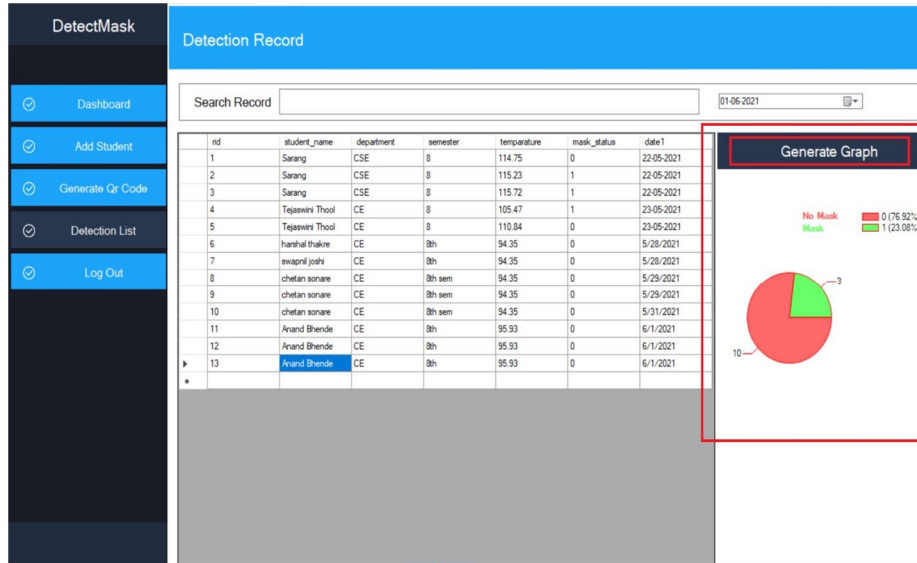 DetectMask
Detection Record
Dashboard
Add Student
Generate Qr Code
Detection List
Log Out
Search Record
01-06-2021
rid student_name department semester temparature mask_status date1
1 Sarang CSE 8 114.75 0 22-05-2021
2 Sarang CSE 8 115.23 1 22-05-2021
3 Sarang CSE 8 115.72 1 22-05-2021
4 Tejaswini Thool CE 8 105.47 1 23-05-2021
5 Tejaswini Thool CE 8 110.84 0 23-05-2021
6 harshal thakre CE 8th 94.35 0 5/28/2021
7 swapnil joshi CE 8th 94.35 0 5/28/2021
8 chetan sonare CE 8th sem 94.35 0 5/29/2021
9 chetan sonare CE 8th sem 94.35 0 5/29/2021
10 chetan sonare CE 8th sem 94.35 0 5/31/2021
11 Anand Bhende CE 8th 95.93 0 6/1/2021
12 Anand Bhende CE 8th 95.93 0 6/1/2021
13 Anand Bhende CE 8th 95.93 0 6/1/2021
Generate Graph
No Mask 0 (76.92%
Mask 1 (23.08%
3
10